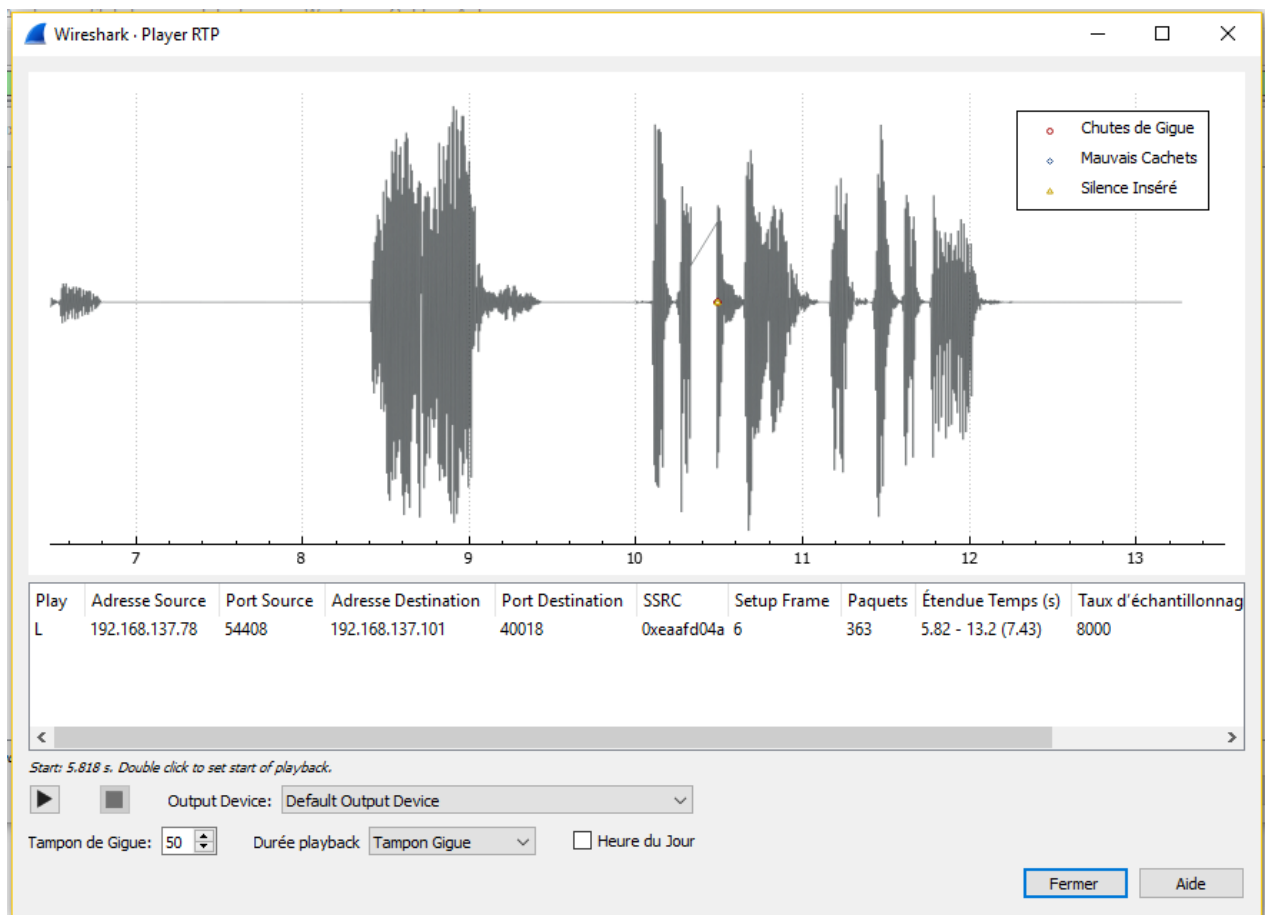 Wireshark · Player RTP
Chutes de Gigue
Mauvais Cachets
Silence Inséré
7 8 9 10 11 12 13
Play Adresse Source Port Source Adresse Destination Port Destination SSRC Setup Frame Paquets Étendue Temps (s) Taux d'échantillonnag
L 192.168.137.78 54408 192.168.137.101 40018 0xeaafd04a 6 363 5.82 - 13.2 (7.43) 8000
Start: 5.818 s. Double click to set start of playback.
Output Device: Default Output Device
Tampon de Gigue: 50 Durée playback Tampon Gigue Heure du Jour
Fermer Aide